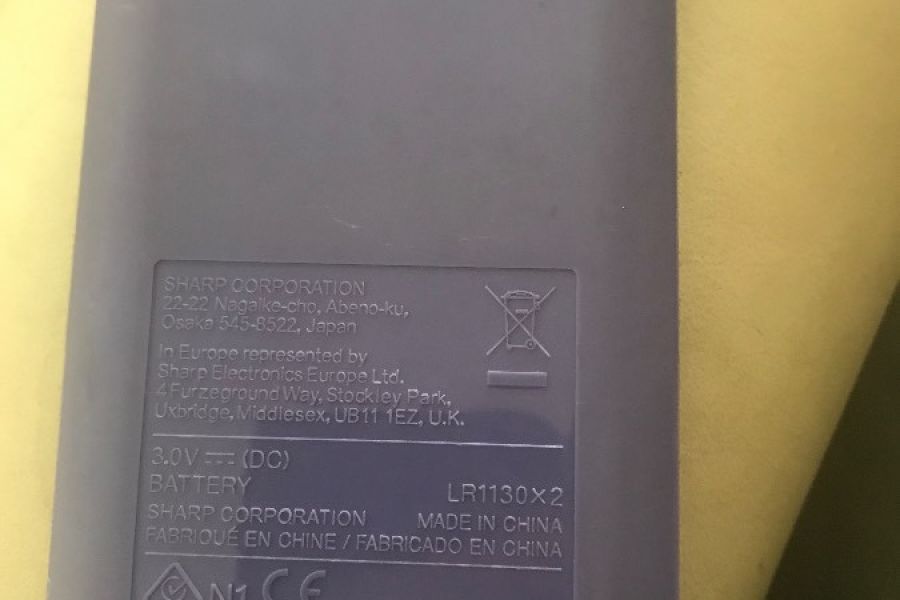 SHARP CORPORATION
22-22 Nagaike-cho, Abeno-ku,
Osaka 545-8522, Japan
In Europe represented by
Sharp Electronics Europe Ltd.
4 Furzeground Way, Stockley Park,
Uxbridge, Middlesex, UB11 1EZ, U.K.
3.0V ⎓ (DC)
BATTERY LR1130×2
SHARP CORPORATION MADE IN CHINA
FABRIQUÉ EN CHINE / FABRICADO EN CHINA
N1 CE